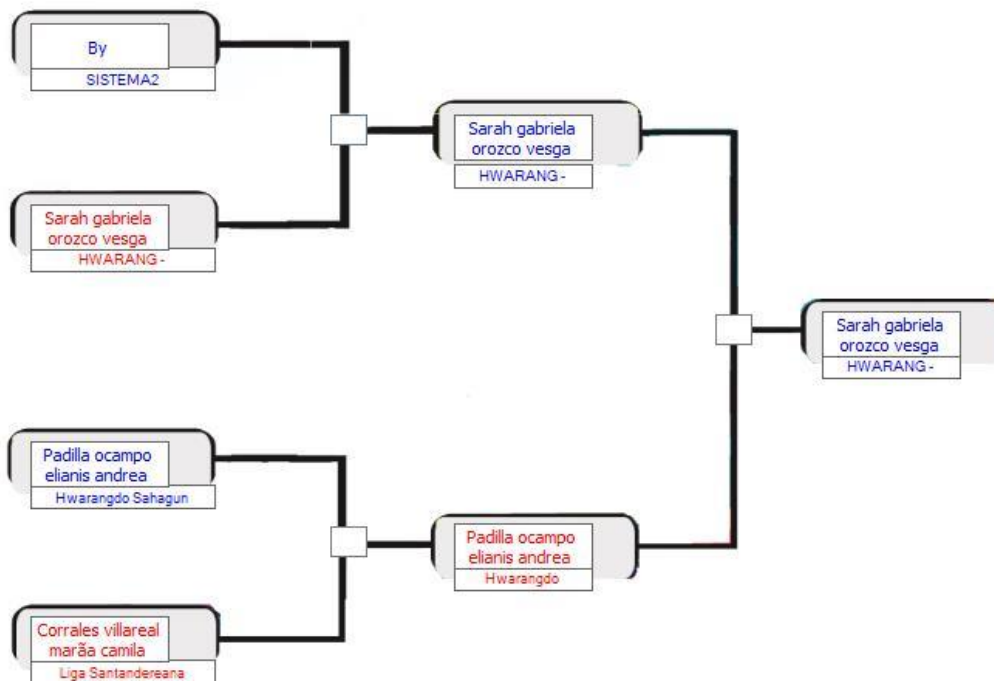 By
SISTEMA2
Sarah gabriela
orozco vesga
HWARANG -
Sarah gabriela
orozco vesga
HWARANG -
Sarah gabriela
orozco vesga
HWARANG -
Padilla ocampo
elianis andrea
Hwarangdo Sahagun
Padilla ocampo
elianis andrea
Hwarangdo
Corrales villareal
marãa camila
Liga Santandereana